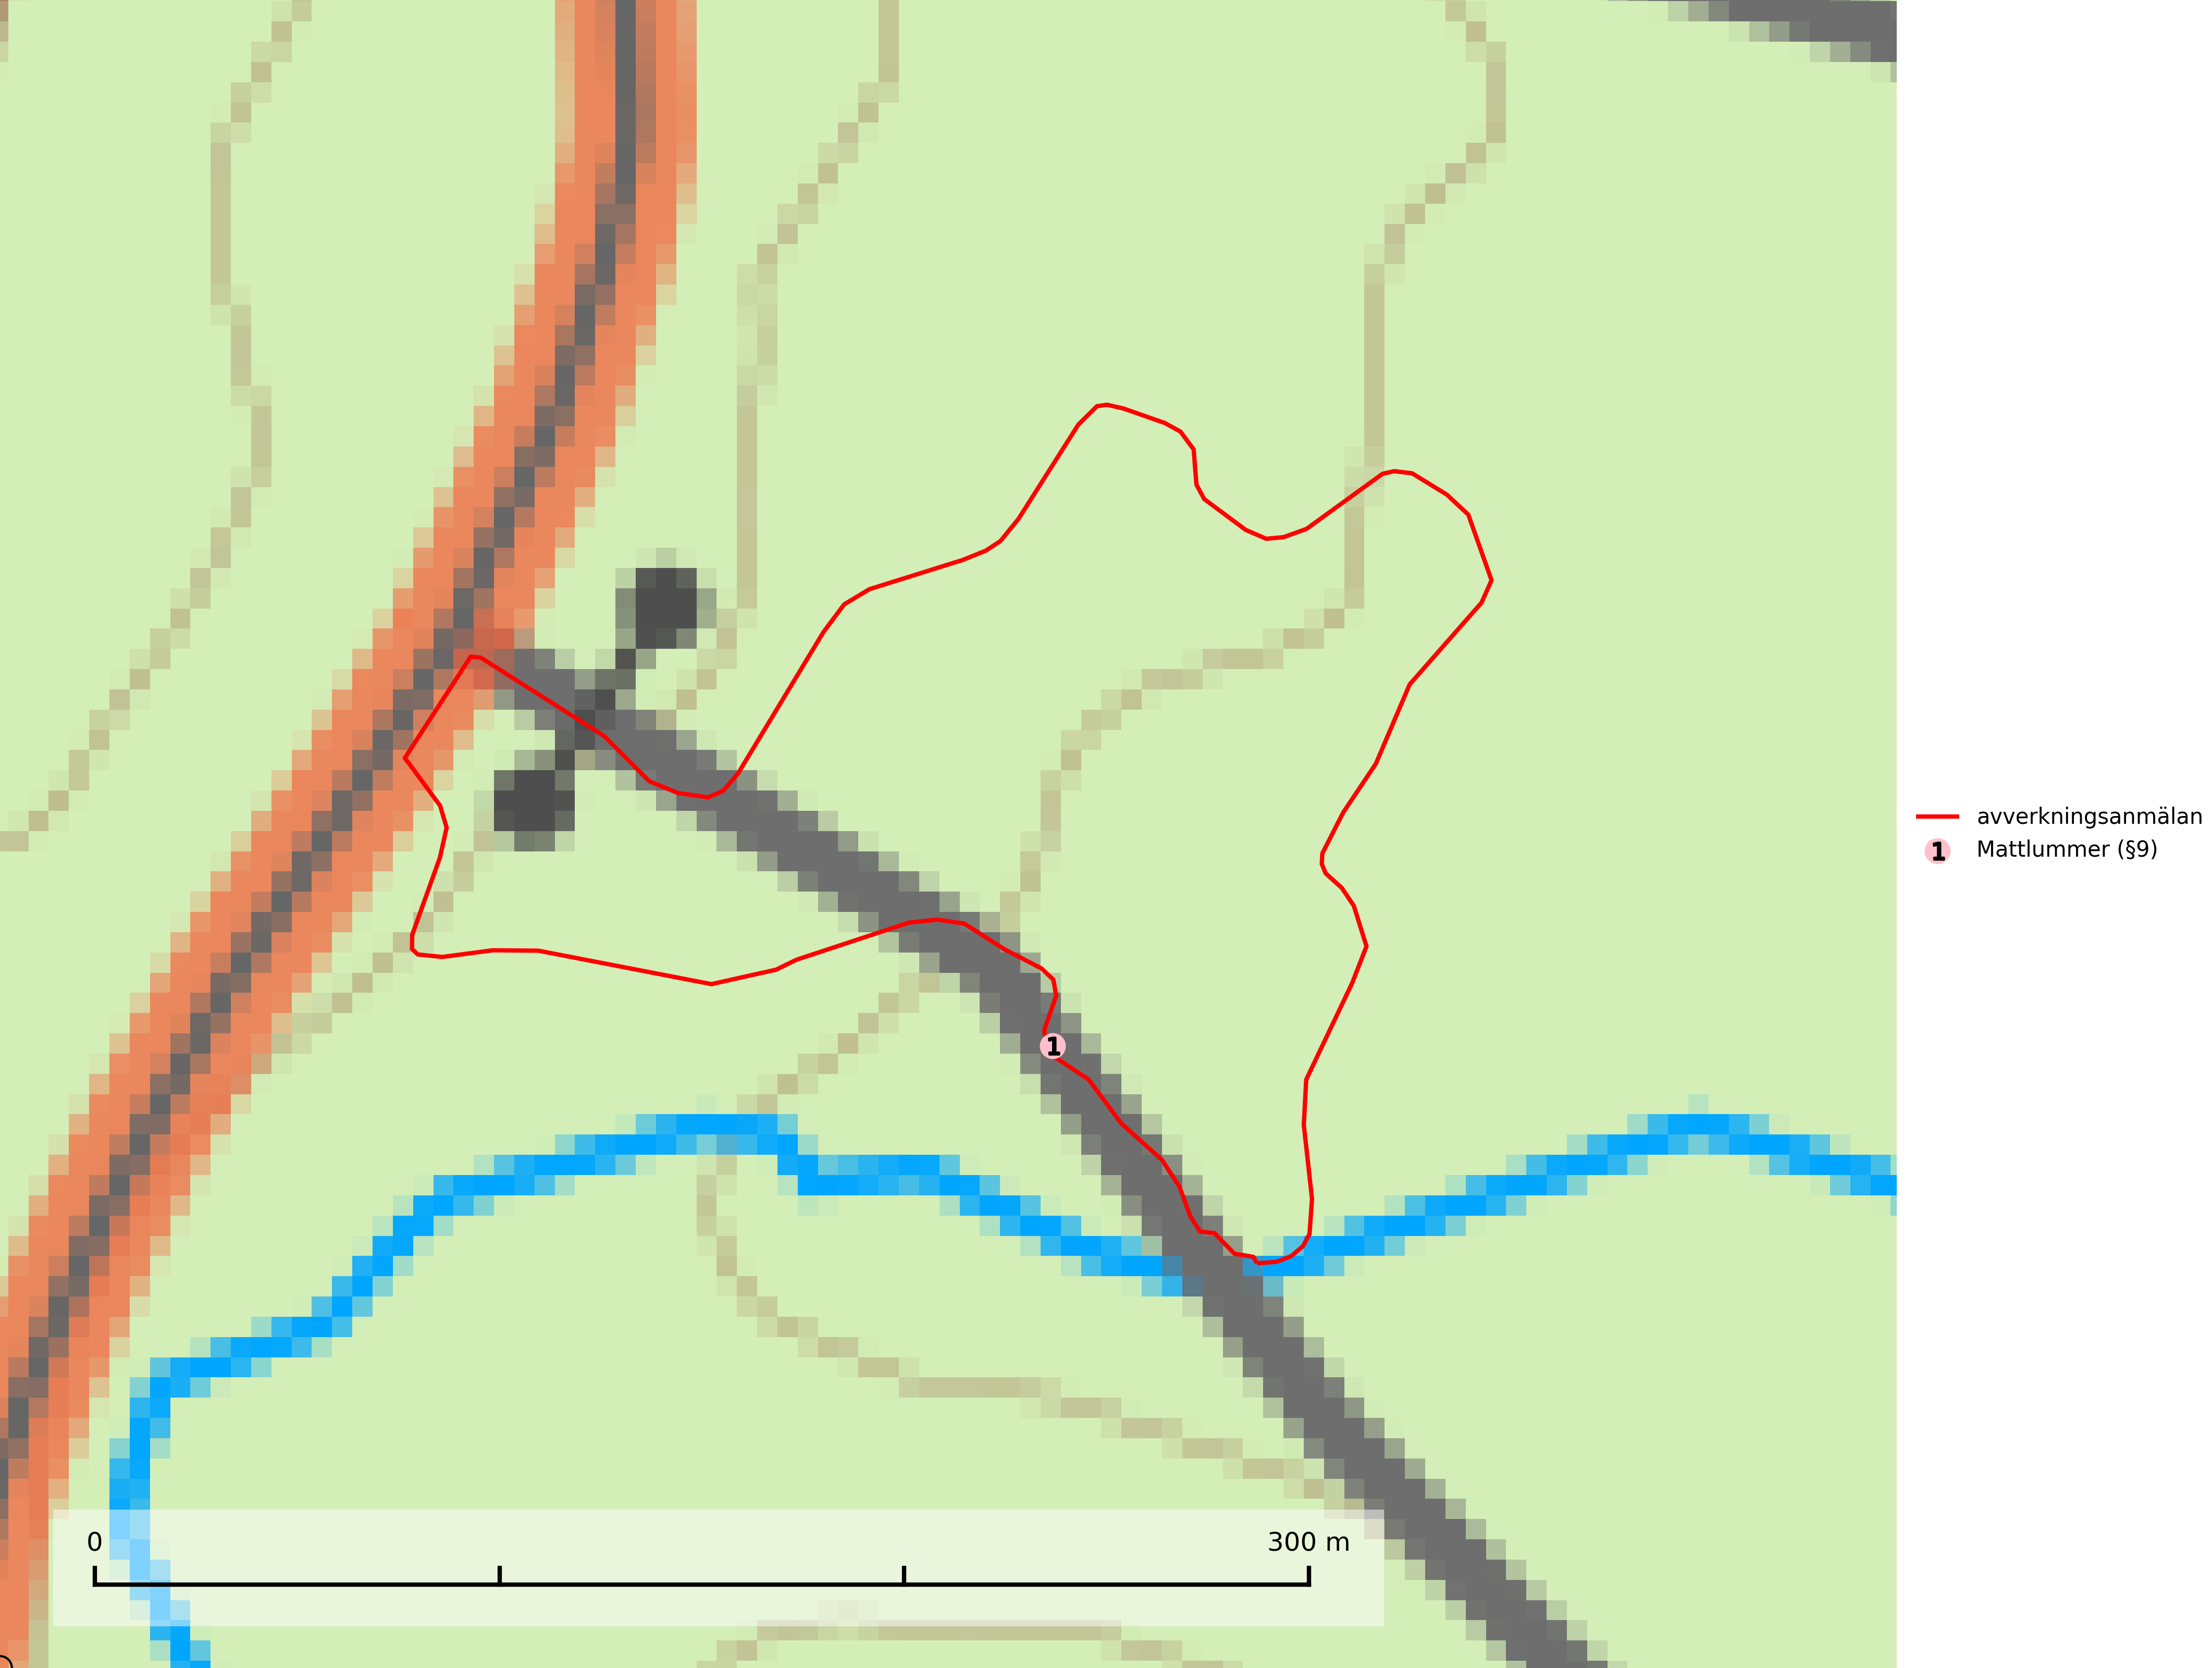 avverkningsanmälan
1 Mattlummer (§9)
1
0 300 m